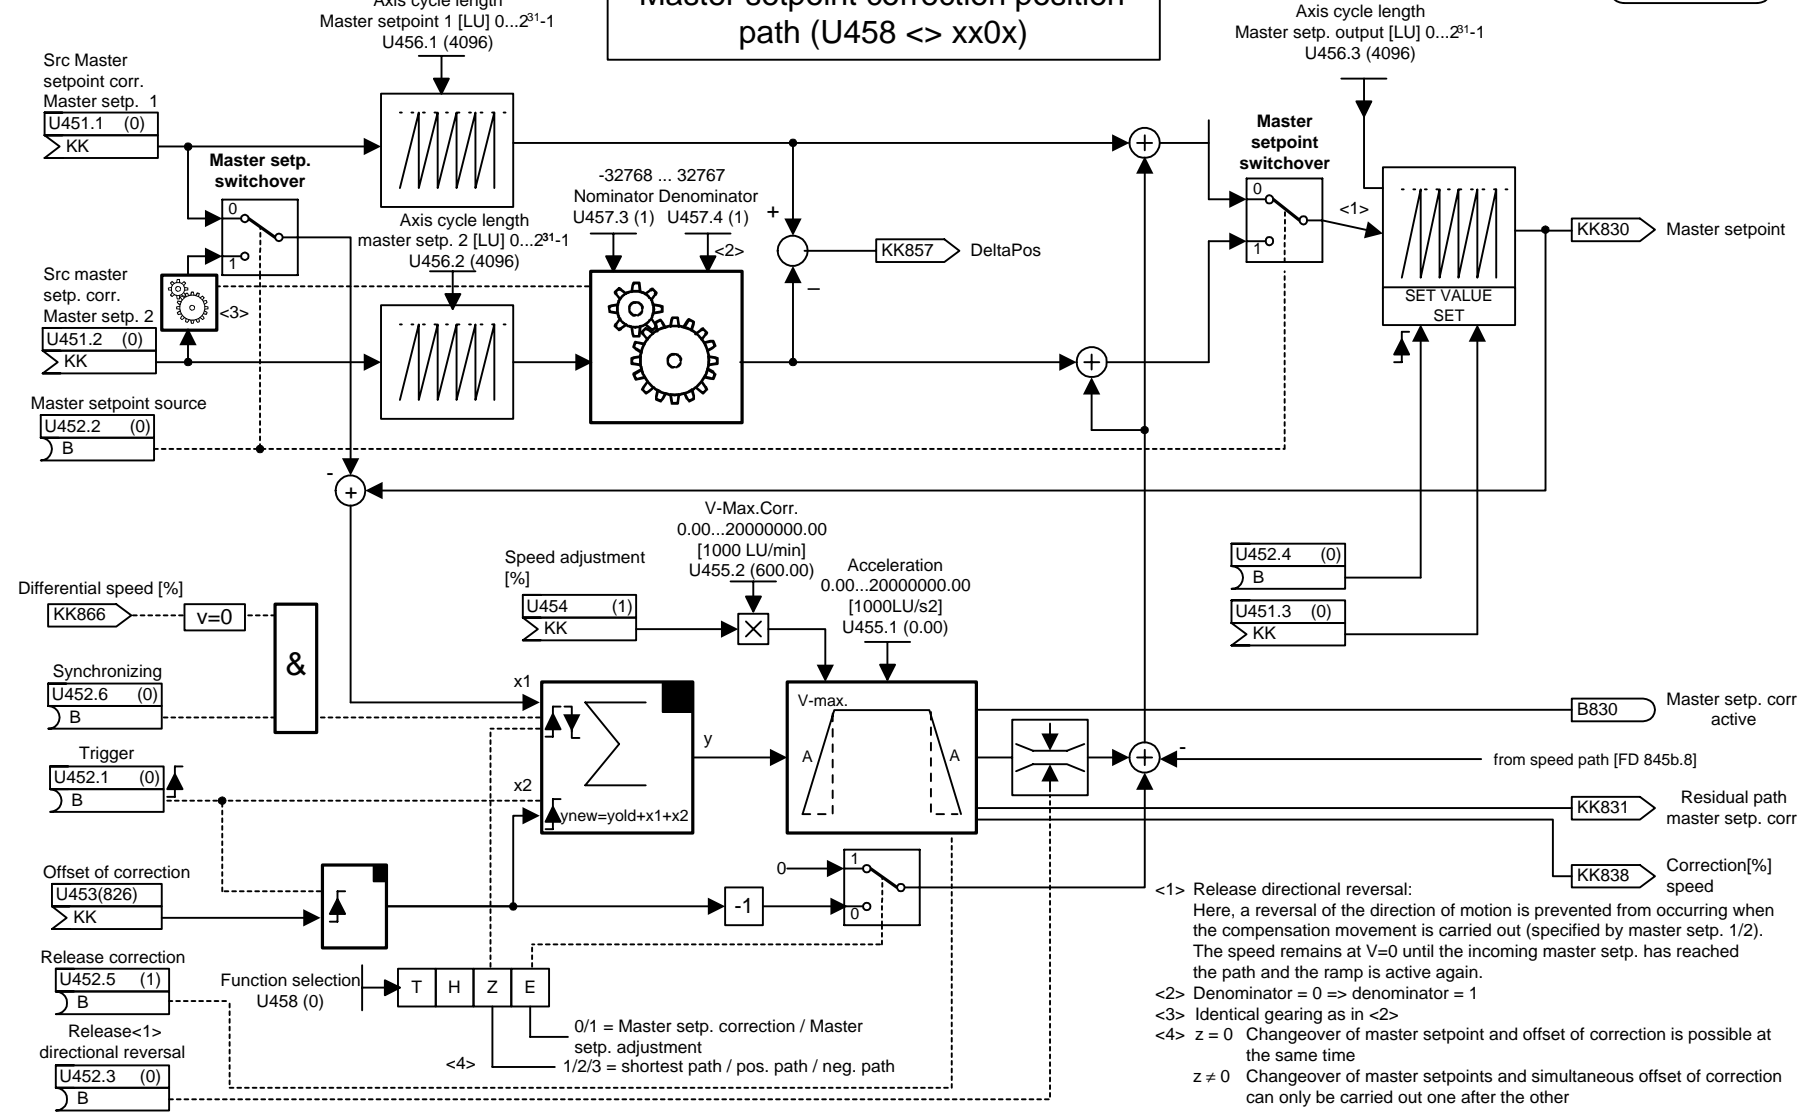 Axis cycle length
Master setpoint 1 [LU] 0...2³¹-1
U456.1 (4096)
Master setpoint correction position
path (U458 <> xx0x)
Axis cycle length
Master setp. output [LU] 0...2³¹-1
U456.3 (4096)
Src Master
setpoint corr.
Master setp. 1
U451.1 (0)
KK
Master setp.
switchover
0
1
-32768 ... 32767
Nominator Denominator
U457.3 (1) U457.4 (1)
<2>
Axis cycle length
master setp. 2 [LU] 0...2³¹-1
U456.2 (4096)
+
–
KK857
DeltaPos
Master
setpoint
switchover
0
1
<1>
SET VALUE
SET
KK830
Master setpoint
Src master
setp. corr.
Master setp. 2
U451.2 (0)
KK
<3>
Master setpoint source
U452.2 (0)
B
-
+
+
+
V-Max.Corr.
0.00...20000000.00
[1000 LU/min]
U455.2 (600.00)
Speed adjustment
[%]
U454 (1)
KK
Acceleration
0.00...20000000.00
[1000LU/s2]
U455.1 (0.00)
U452.4 (0)
B
U451.3 (0)
KK
Differential speed [%]
KK866
v=0
&
Synchronizing
U452.6 (0)
B
Trigger
U452.1 (0)
B
x1
x2
ynew=yold+x1+x2
y
V-max.
A
A
+
-
B830
Master setp. corr
active
from speed path [FD 845b.8]
KK831
Residual path
master setp. corr
KK838
Correction[%]
speed
Offset of correction
U453(826)
KK
-1
0
1
0
Release correction
U452.5 (1)
B
Release<1>
directional reversal
U452.3 (0)
B
Function selection
U458 (0)
T H Z E
0/1 = Master setp. correction / Master
setp. adjustment
<4>
1/2/3 = shortest path / pos. path / neg. path
<1> Release directional reversal:
Here, a reversal of the direction of motion is prevented from occurring when
the compensation movement is carried out (specified by master setp. 1/2).
The speed remains at V=0 until the incoming master setp. has reached
the path and the ramp is active again.
<2> Denominator = 0 => denominator = 1
<3> Identical gearing as in <2>
<4> z = 0 Changeover of master setpoint and offset of correction is possible at
the same time
z ≠ 0 Changeover of master setpoints and simultaneous offset of correction
can only be carried out one after the other